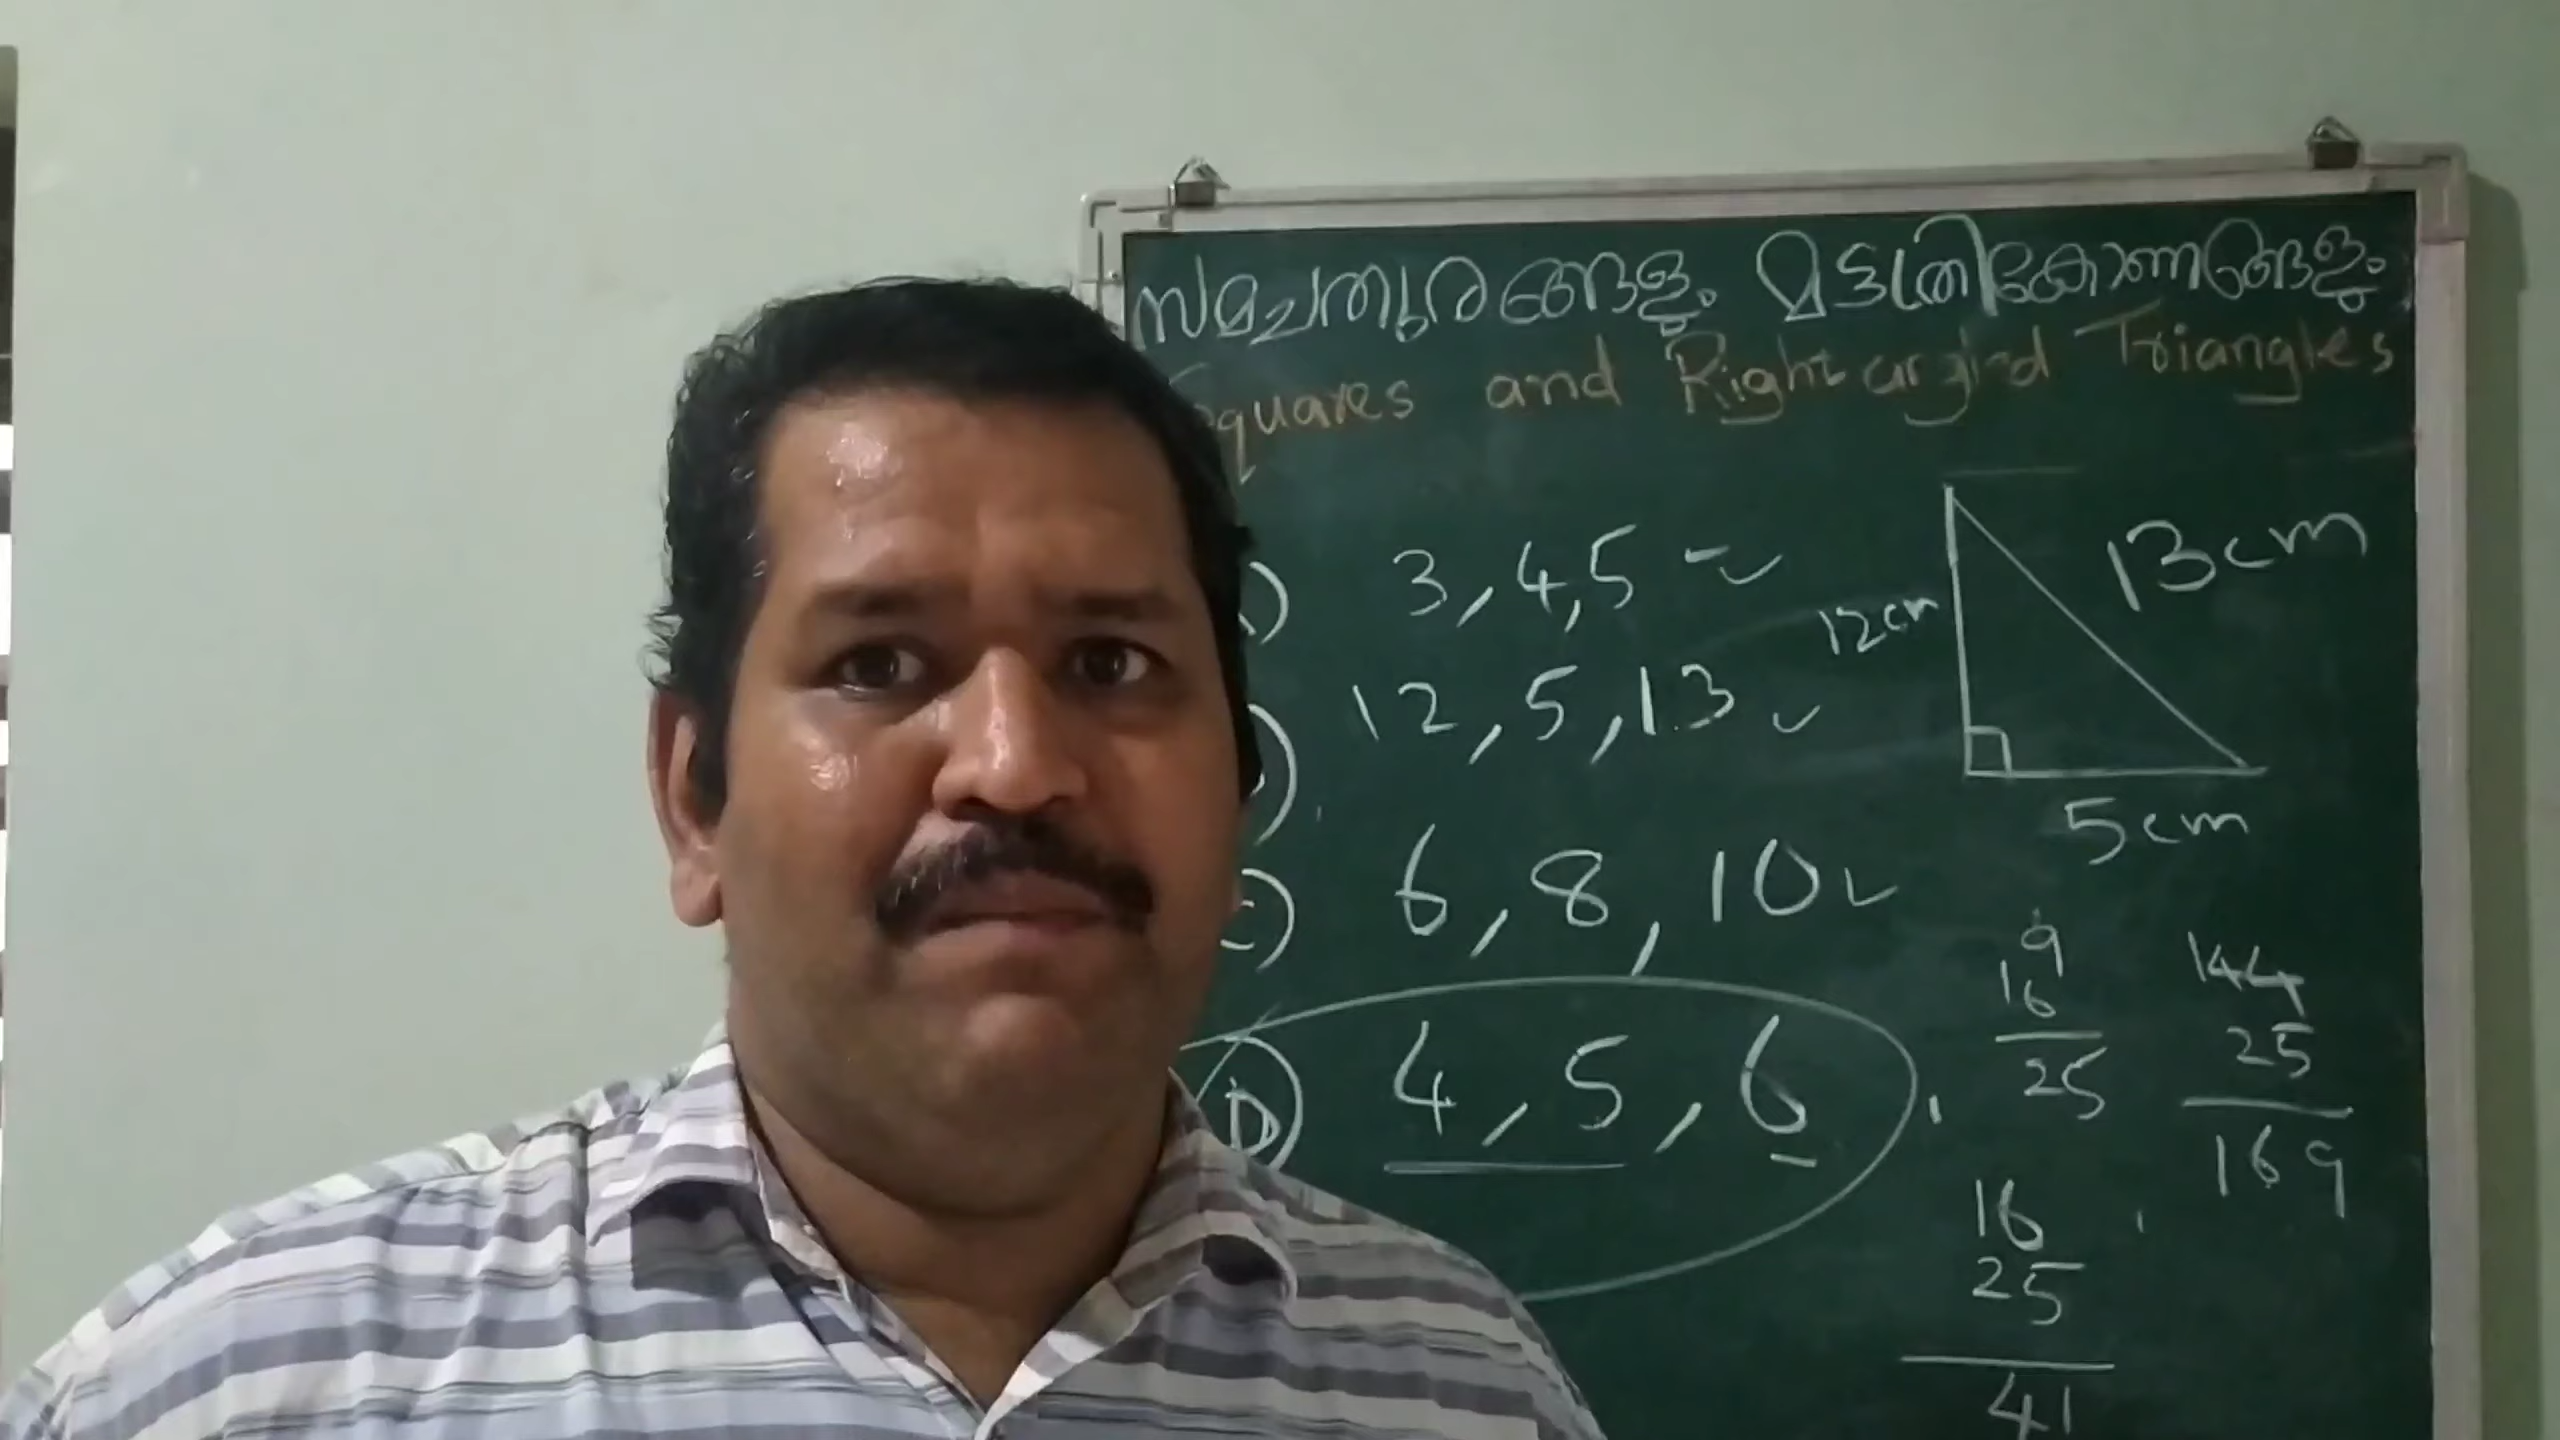 സമചതുരങ്ങളും മട്ടത്രികോണങ്ങളും
Squares and Right angled Triangles
A) 3, 4, 5
12, 5, 13
C) 6, 8, 10
D) 4, 5, 6
12cm
13cm
5cm
9
16
25
144
25
169
16
25
41